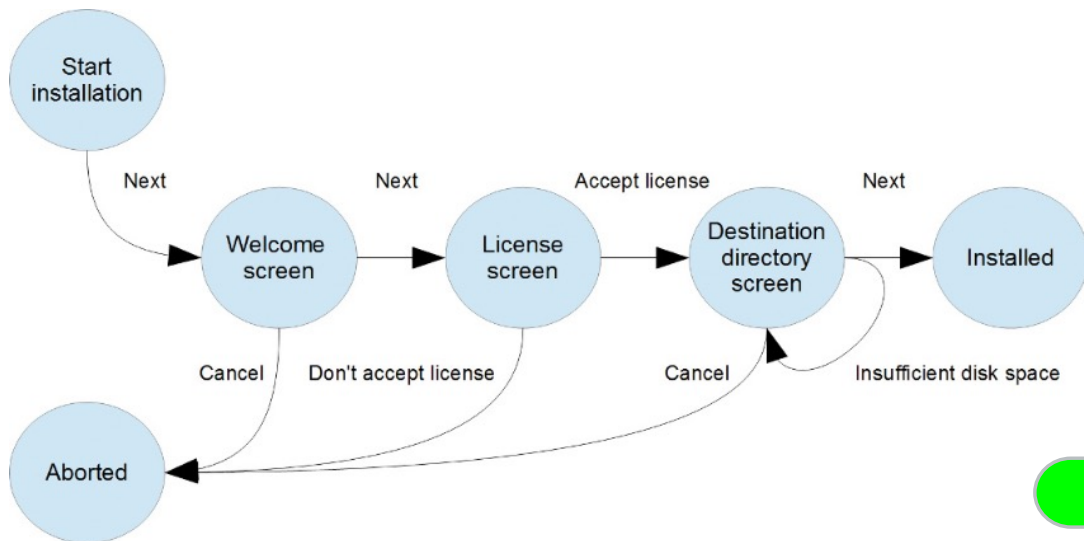 Start
installation
Next
Next
Accept license
Next
Welcome
screen
License
screen
Destination
directory
screen
Installed
Cancel
Don't accept license
Cancel
Insufficient disk space
Aborted